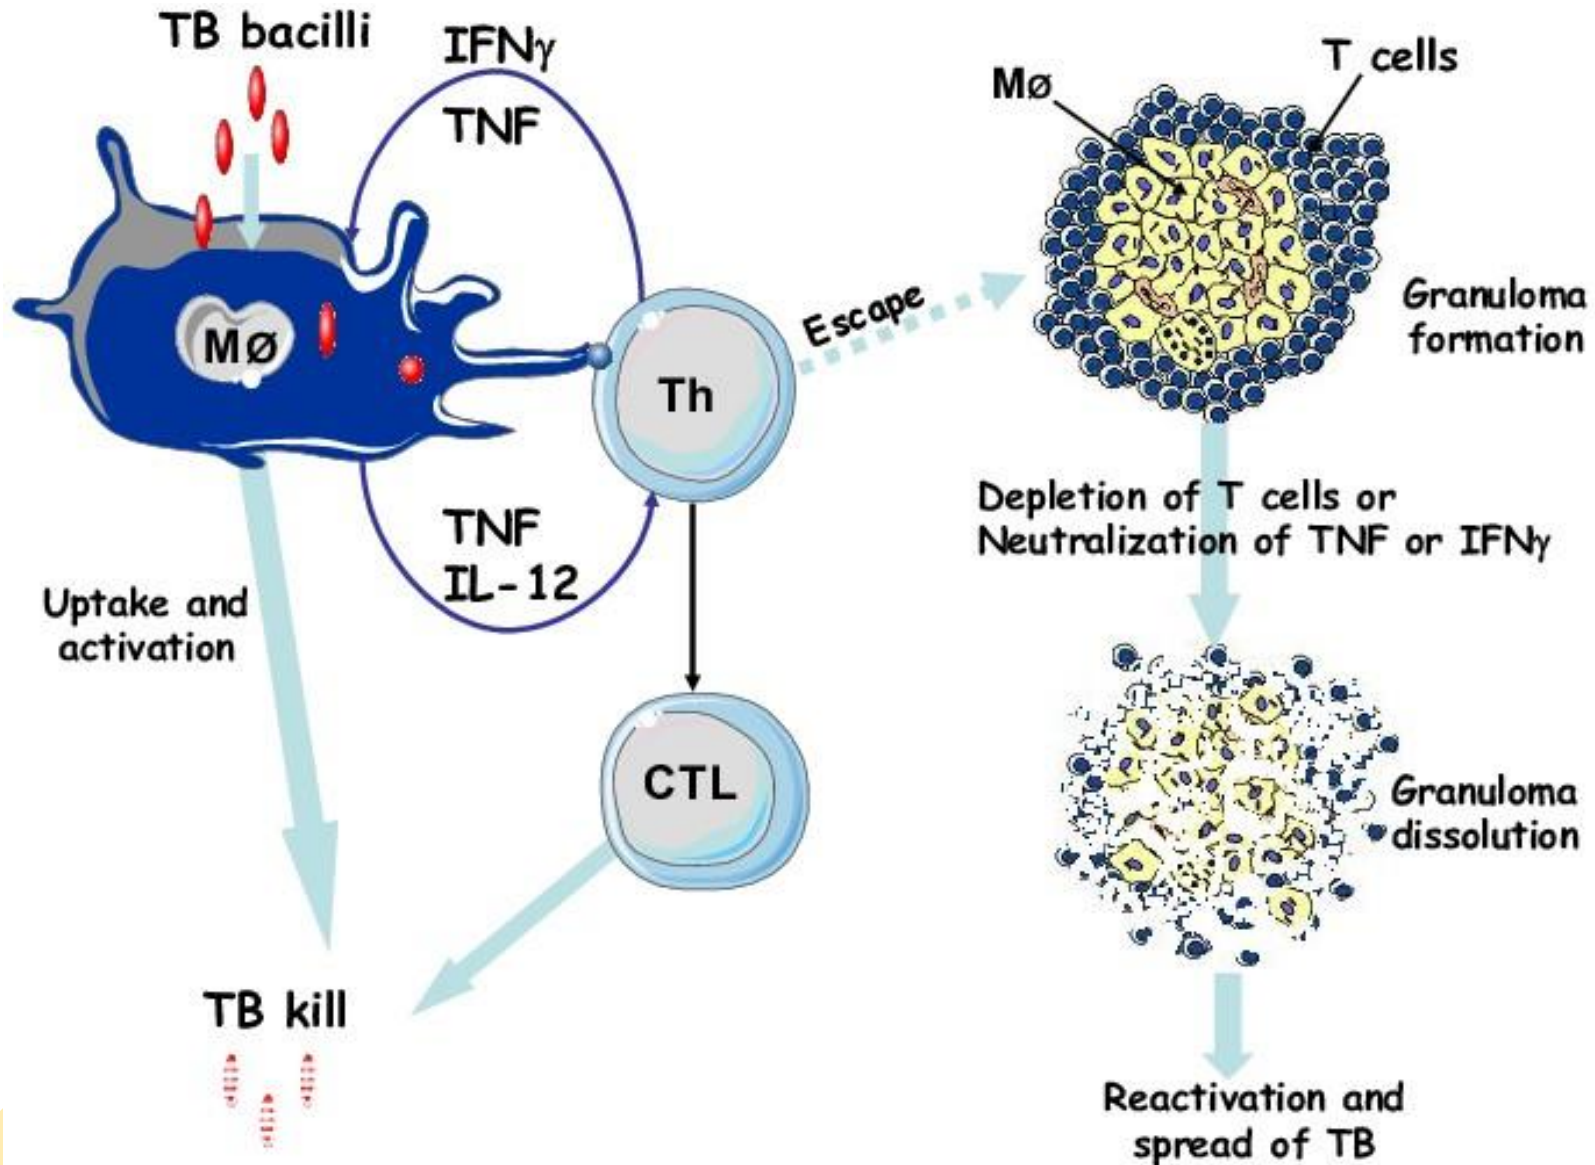 TB bacilli
IFNγ
TNF
MØ
Th
TNF
IL-12
Uptake and
activation
CTL
TB kill
Escape
MØ
T cells
Granuloma
formation
Depletion of T cells or
Neutralization of TNF or IFNγ
Granuloma
dissolution
Reactivation and
spread of TB